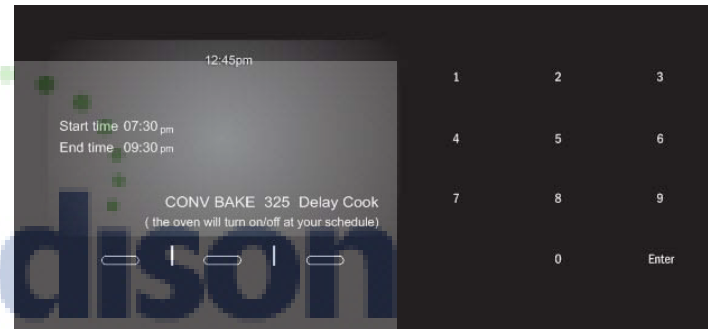 12:45pm
Start time 07:30 pm
End time 09:30 pm
CONV BAKE 325 Delay Cook
( the oven will turn on/off at your schedule)
1 2 3
4 5 6
7 8 9
0 Enter
dison